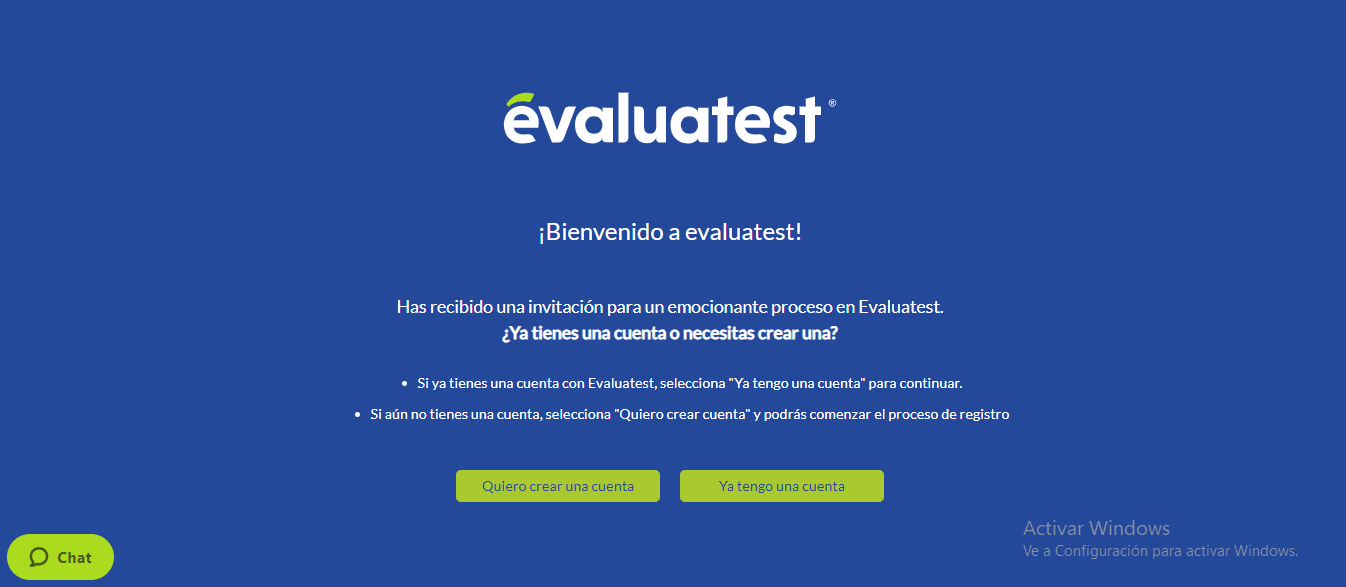 évaluatest ®
¡Bienvenido a evaluatest!
Has recibido una invitación para un emocionante proceso en Evaluatest.
¿Ya tienes una cuenta o necesitas crear una?
• Si ya tienes una cuenta con Evaluatest, selecciona "Ya tengo una cuenta" para continuar.
• Si aún no tienes una cuenta, selecciona "Quiero crear cuenta" y podrás comenzar el proceso de registro
Quiero crear una cuenta
Ya tengo una cuenta
Activar Windows
Ve a Configuración para activar Windows.
Chat